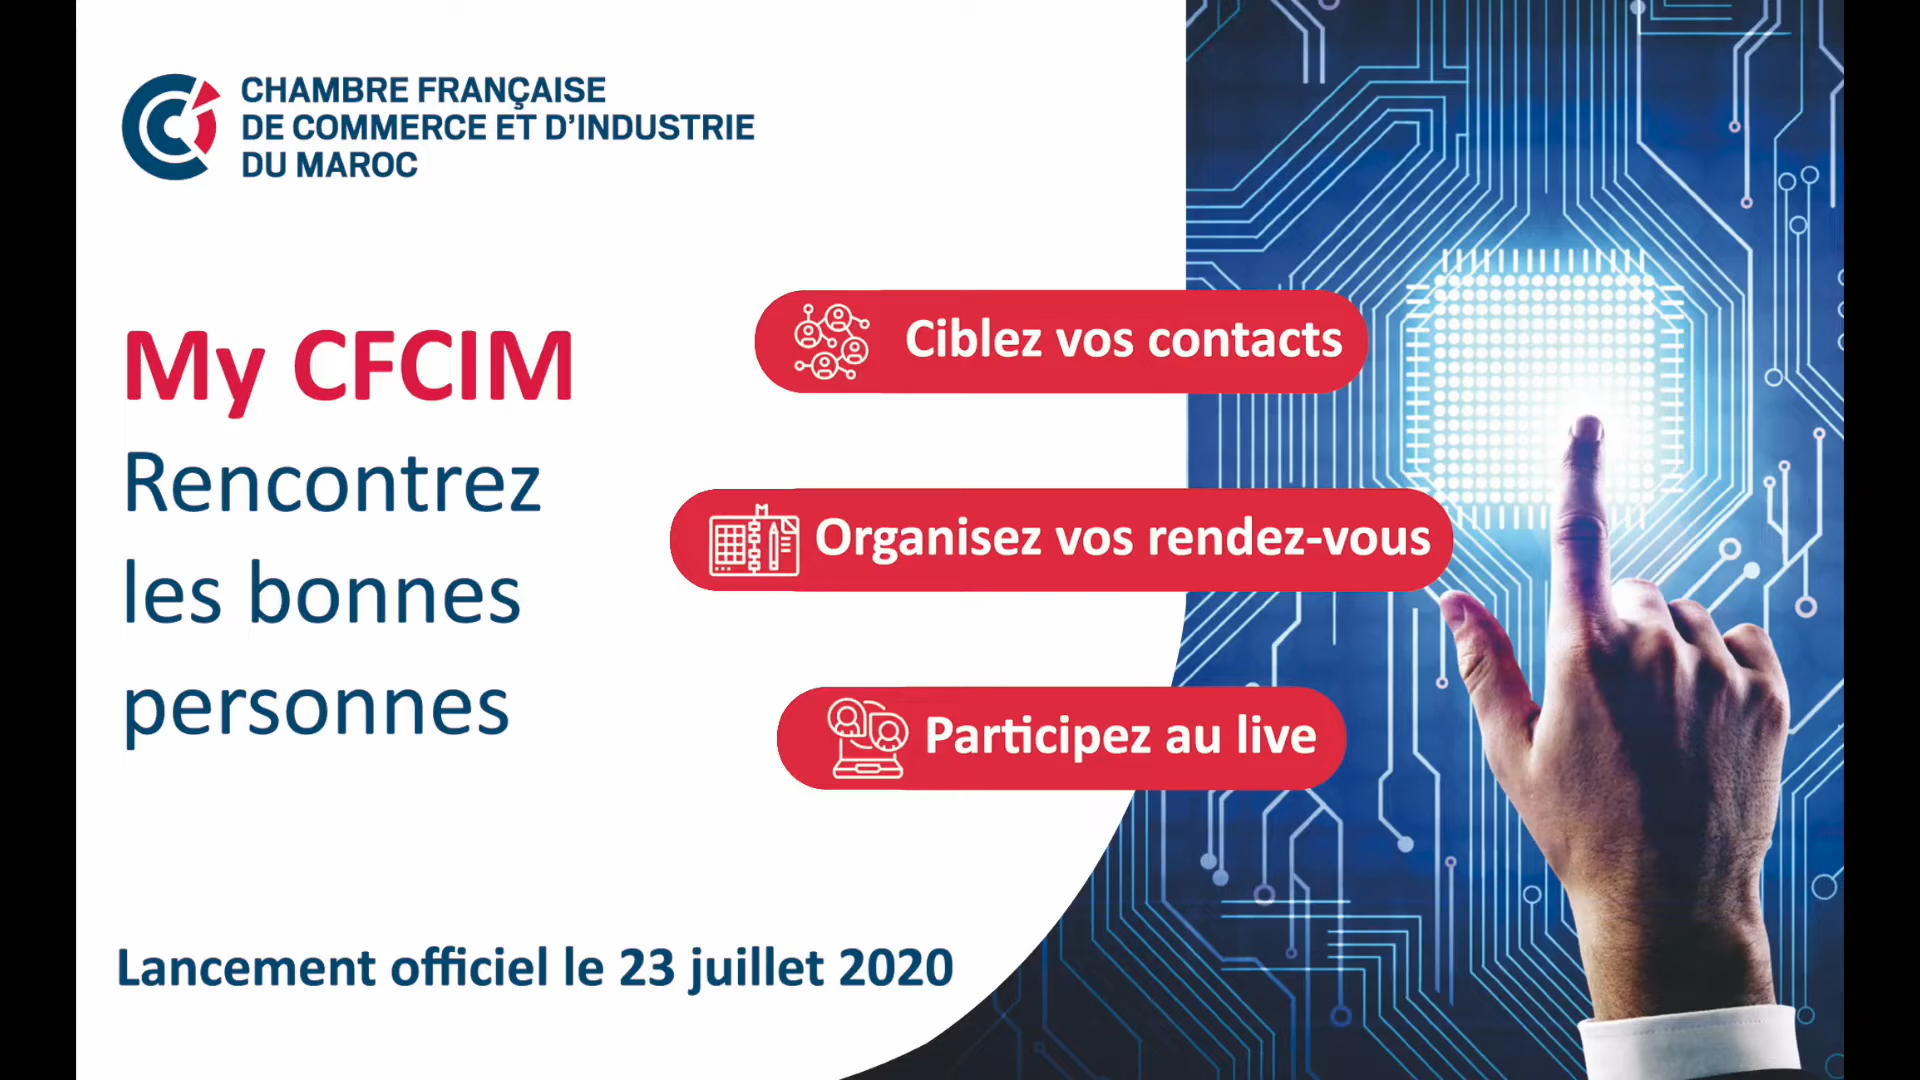 CHAMBRE FRANÇAISE
DE COMMERCE ET D'INDUSTRIE
DU MAROC
My CFCIM
Rencontrez
les bonnes
personnes
Ciblez vos contacts
Organisez vos rendez-vous
Participez au live
Lancement officiel le 23 juillet 2020